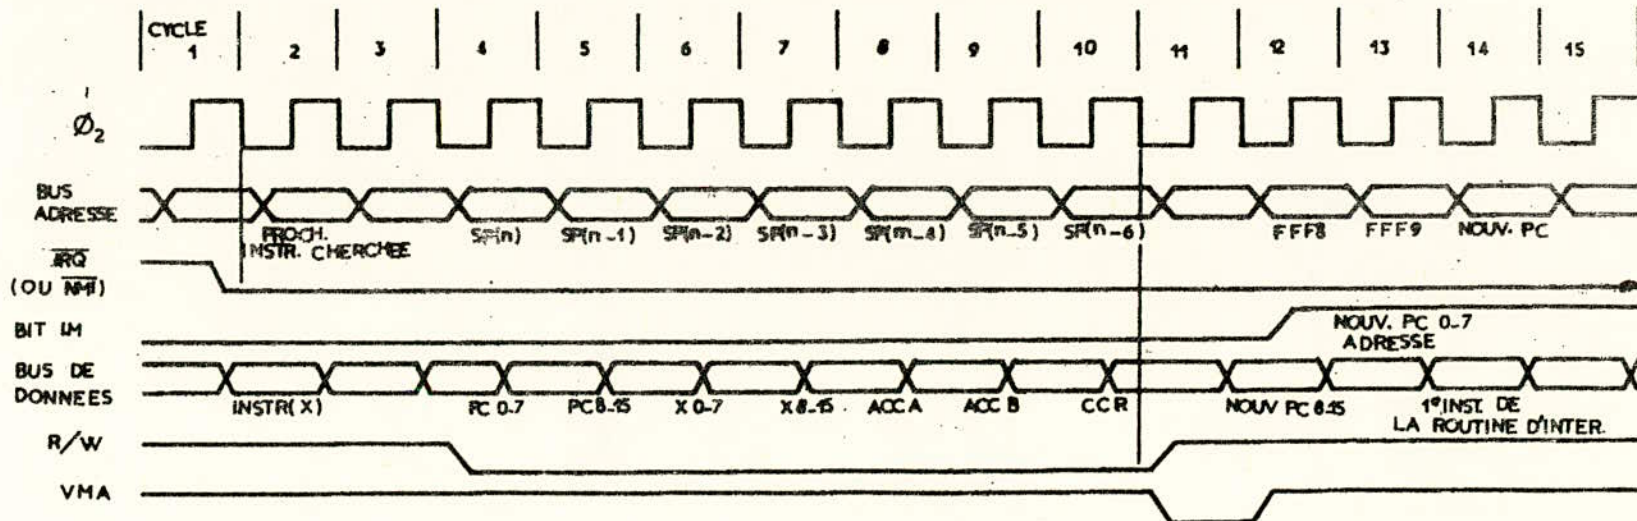 CYCLE
1 2 3 4 5 6 7 8 9 10 11 12 13 14 15
Ø2
BUS
ADRESSE
PROCH.
INSTR. CHERCHEE
SP(n) SP(n-1) SP(n-2) SP(n-3) SP(n-4) SP(n-5) SP(n-6) FFF8 FFF9 NOUV. PC
IRQ
(OU NMI)
BIT IM
NOUV. PC 0-7
ADRESSE
BUS DE
DONNEES
INSTR(X) PC 0-7 PC 8-15 X 0-7 X 8-15 ACC A ACC B CCR NOUV PC 8-15 1° INST. DE
LA ROUTINE D'INTER.
R/W
VMA